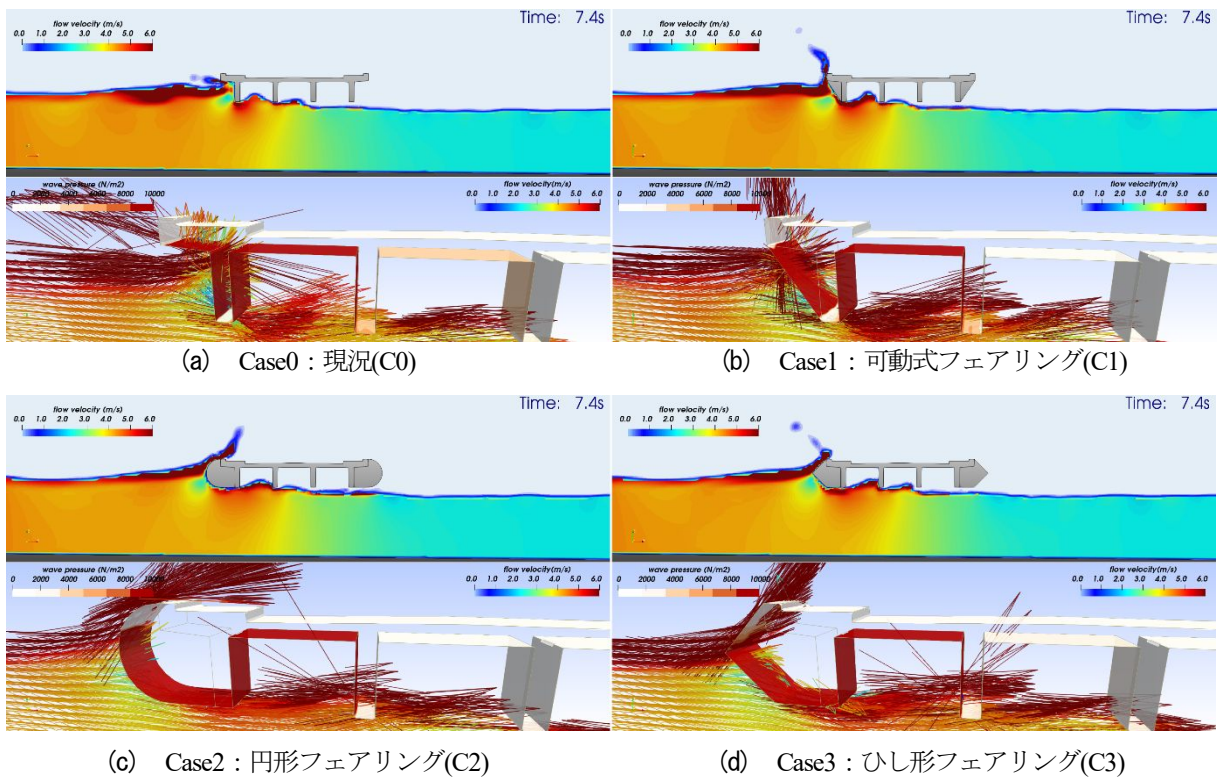 Time: 7.4s
flow velocity (m/s)
0.0 1.0 2.0 3.0 4.0 5.0 6.0
wave pressure (N/m2)
0 2000 4000 6000 8000 10000
flow velocity(m/s)
0.0 1.0 2.0 3.0 4.0 5.0 6.0
(a) Case0：現況(C0)
Time: 7.4s
flow velocity (m/s)
0.0 1.0 2.0 3.0 4.0 5.0 6.0
wave pressure (N/m2)
0 2000 4000 6000 8000 10000
flow velocity(m/s)
0.0 1.0 2.0 3.0 4.0 5.0 6.0
(b) Case1：可動式フェアリング(C1)
Time: 7.4s
flow velocity (m/s)
0.0 1.0 2.0 3.0 4.0 5.0 6.0
wave pressure (N/m2)
0 2000 4000 6000 8000 10000
flow velocity(m/s)
0.0 1.0 2.0 3.0 4.0 5.0 6.0
(c) Case2：円形フェアリング(C2)
Time: 7.4s
flow velocity (m/s)
0.0 1.0 2.0 3.0 4.0 5.0 6.0
wave pressure (N/m2)
0 2000 4000 6000 8000 10000
flow velocity(m/s)
0.0 1.0 2.0 3.0 4.0 5.0 6.0
(d) Case3：ひし形フェアリング(C3)